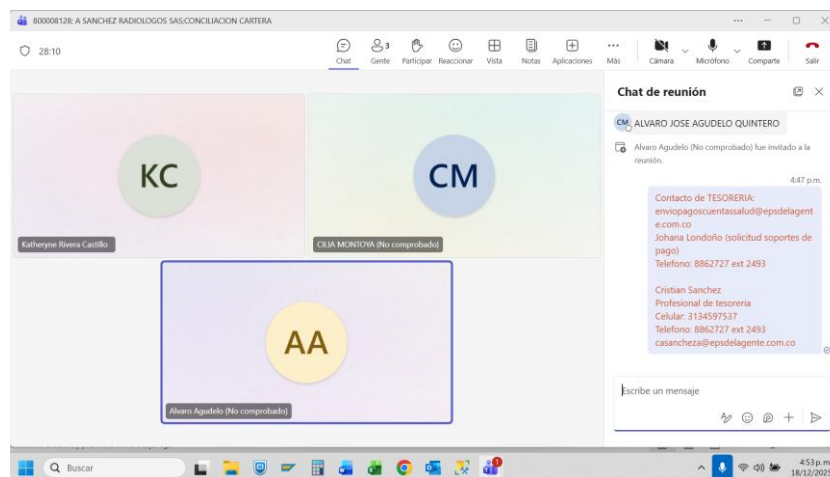 800008128; A SANCHEZ RADIOLOGOS SAS;CONCILIACION CARTERA
28:10
Chat
3
Gente
Participar
Reaccionar
Vista
Notas
Aplicaciones
Más
Cámara
Micrófono
Comparte
Salir
KC
Katheryne Rivera Castillo
CM
CILIA MONTOYA (No comprobado)
AA
Alvaro Agudelo (No comprobado)
Chat de reunión
CM
ALVARO JOSE AGUDELO QUINTERO
Alvaro Agudelo (No comprobado) fue invitado a la
reunión.
4:47 p.m.
Contacto de TESORERIA:
enviopagoscuentassalud@epsdelagent
e.com.co
Johana Londoño (solicitud soportes de
pago)
Telefono: 8862727 ext 2493
Cristian Sanchez
Profesional de tesoreria
Celular: 3134597537
Telefono: 8862727 ext 2493
casancheza@epsdelagente.com.co
Escribe un mensaje
Buscar
4:53 p.m.
18/12/2025